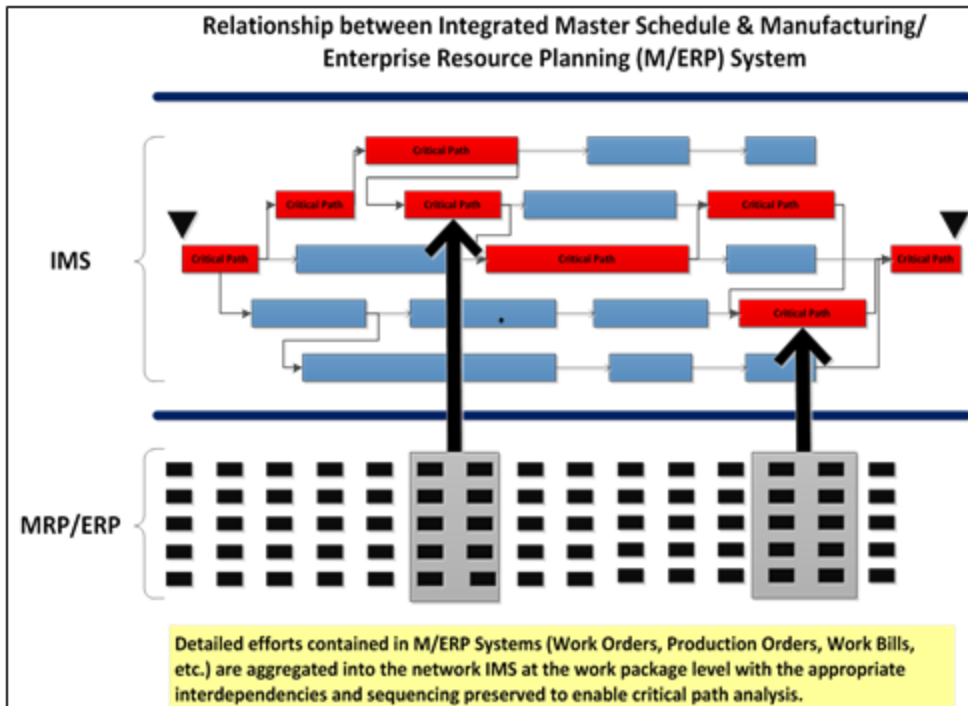 Relationship between Integrated Master Schedule & Manufacturing/
Enterprise Resource Planning (M/ERP) System
Critical Path
Critical Path
Critical Path
Critical Path
IMS
Critical Path
Critical Path
Critical Path
Critical Path
MRP/ERP
Detailed efforts contained in M/ERP Systems (Work Orders, Production Orders, Work Bills,
etc.) are aggregated into the network IMS at the work package level with the appropriate
interdependencies and sequencing preserved to enable critical path analysis.